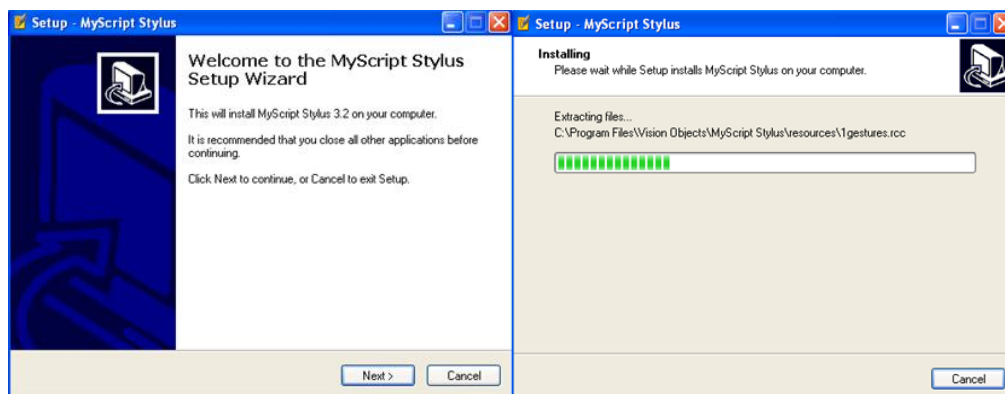 Setup - MyScript Stylus
Welcome to the MyScript Stylus
Setup Wizard
This will install MyScript Stylus 3.2 on your computer.
It is recommended that you close all other applications before
continuing.
Click Next to continue, or Cancel to exit Setup.
Next >
Cancel
Setup - MyScript Stylus
Installing
Please wait while Setup installs MyScript Stylus on your computer.
Extracting files...
C:\Program Files\Vision Objects\MyScript Stylus\resources\1gestures.rcc
Cancel